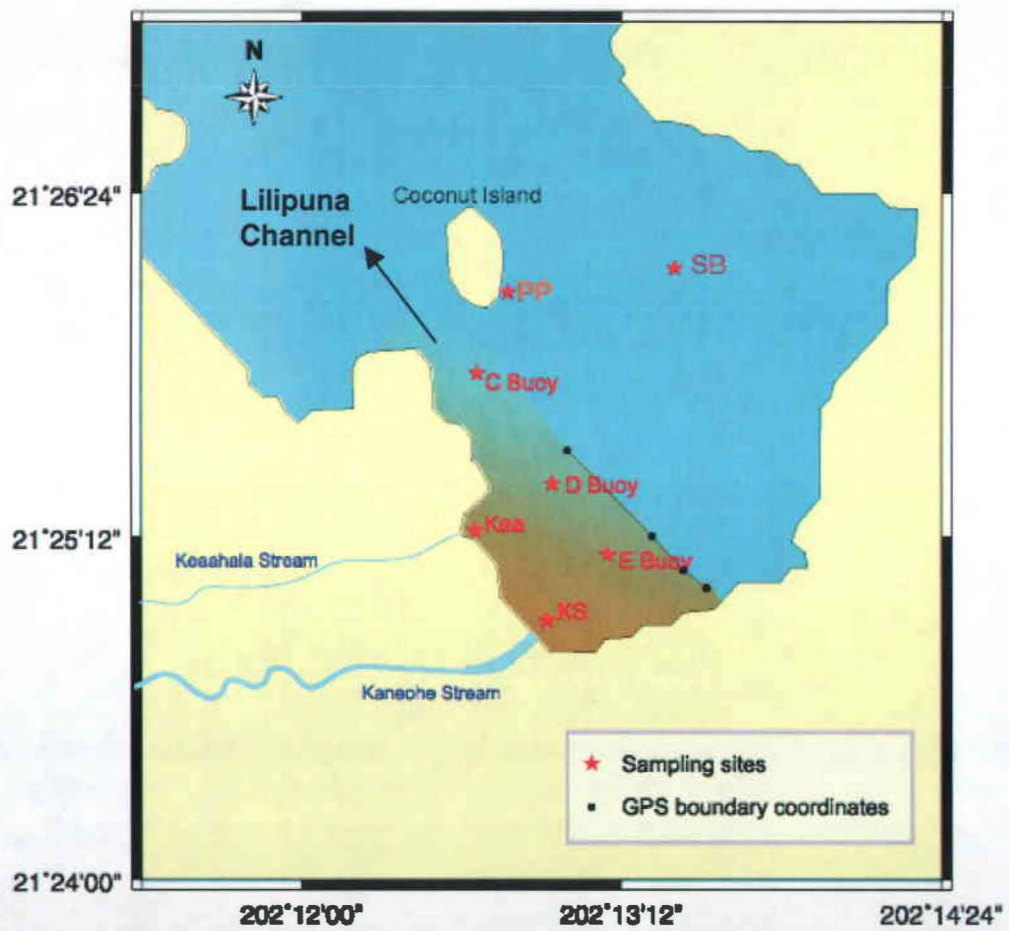 N
21°26'24"
Lilipuna
Channel
Coconut Island
SB
PP
C Buoy
D Buoy
21°25'12"
Kea
Keaahala Stream
E Buoy
KS
Kaneohe Stream
Sampling sites
GPS boundary coordinates
21°24'00"
202°12'00"
202°13'12"
202°14'24"